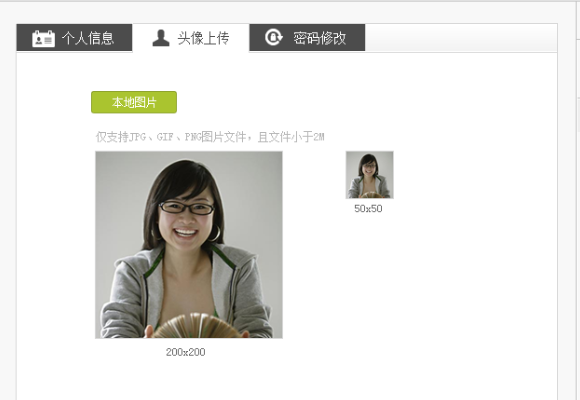 个人信息 头像上传 密码修改
本地图片
仅支持JPG、GIF、PNG图片文件，且文件小于2M
50x50
200x200